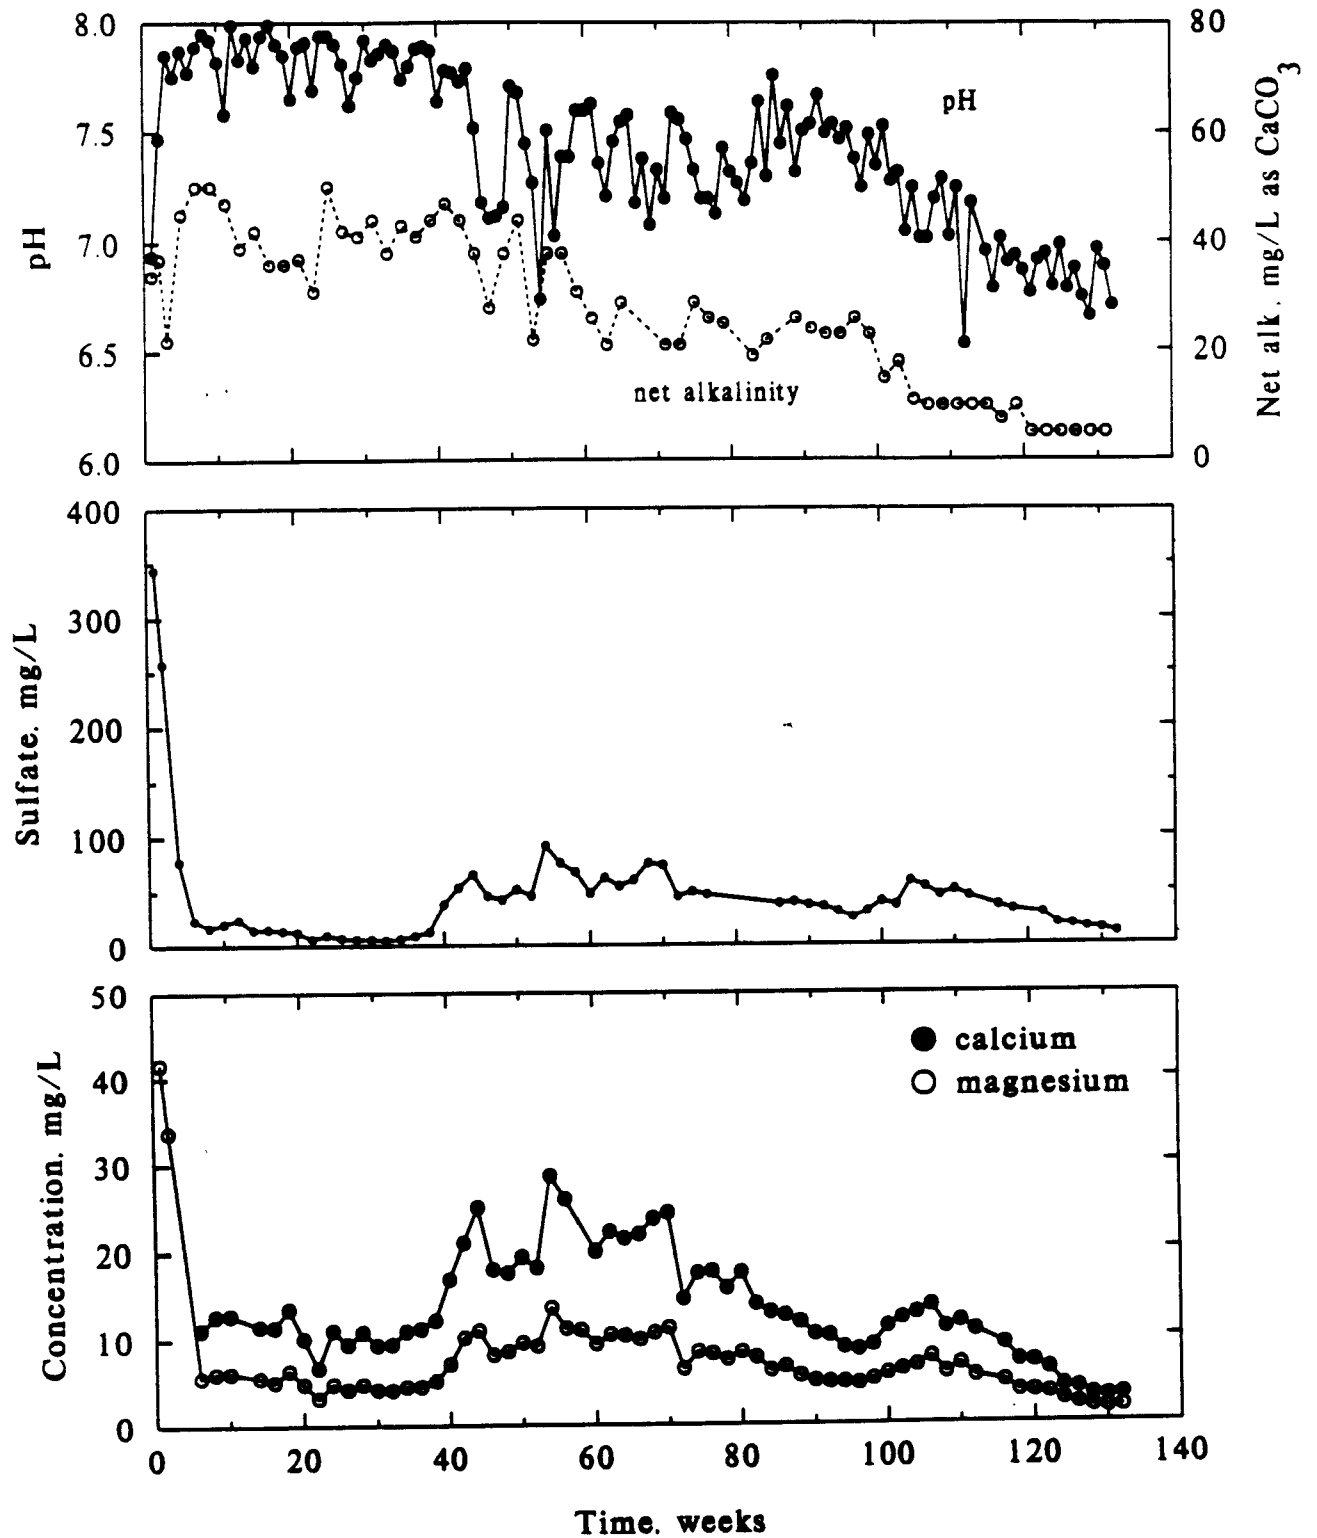 8.0
7.5
7.0
6.5
6.0
pH
80
60
40
20
0
Net alk. mg/L as CaCO3
pH
net alkalinity
400
300
200
100
0
Sulfate. mg/L
50
40
30
20
10
0
Concentration. mg/L
calcium
magnesium
0 20 40 60 80 100 120 140
Time. weeks